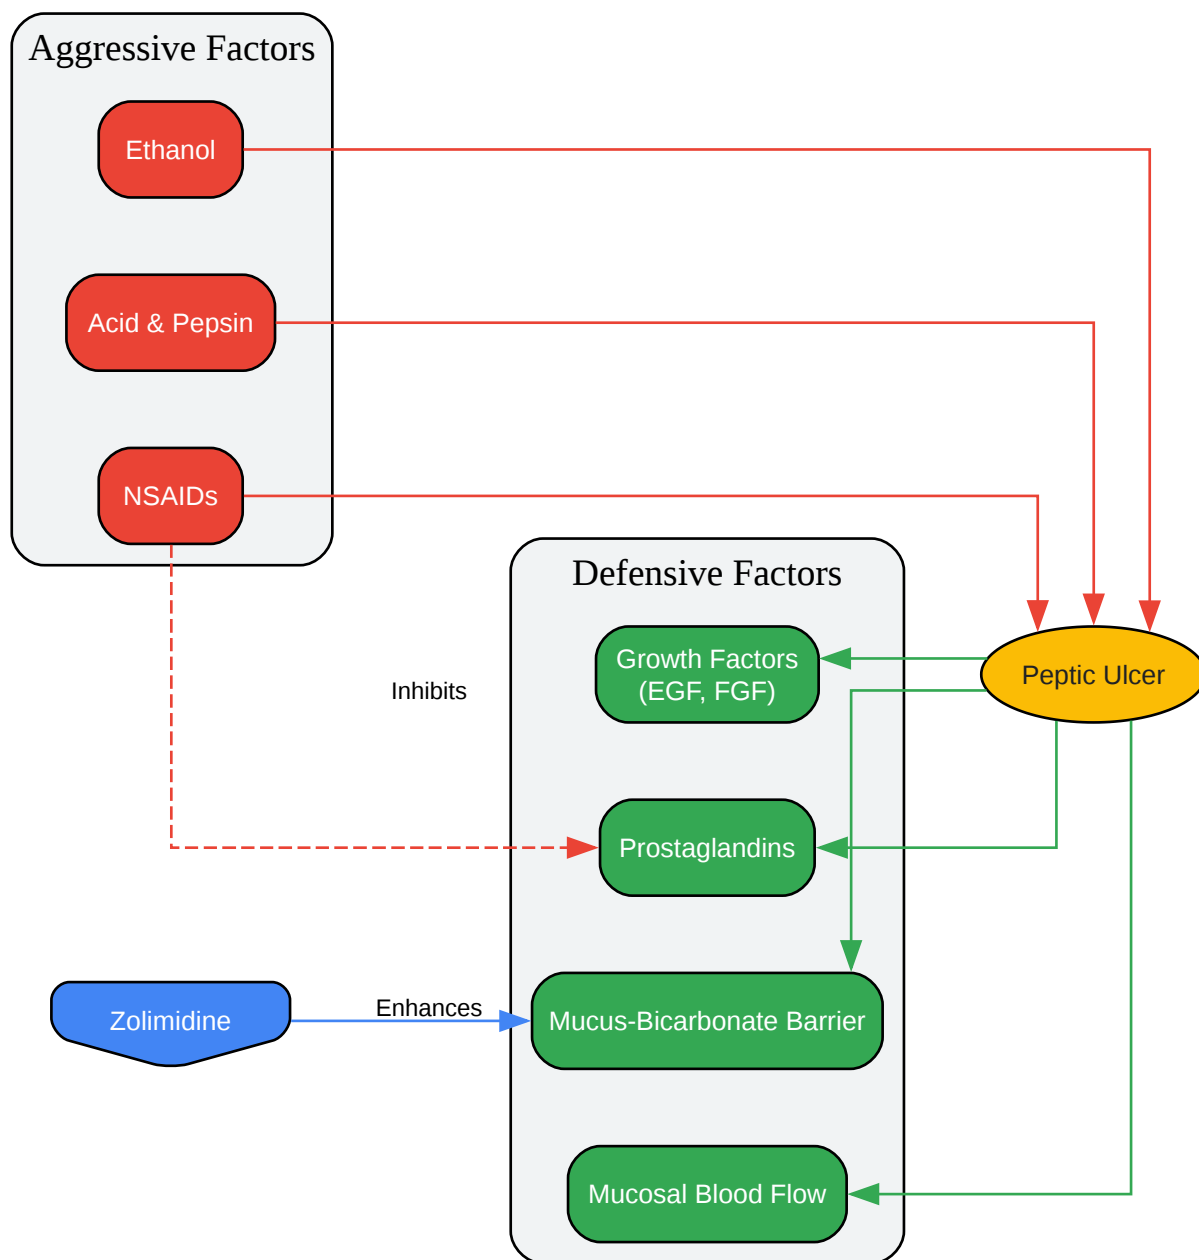 Aggressive Factors
Ethanol
Acid & Pepsin
NSAIDs
Defensive Factors
Growth Factors
(EGF, FGF)
Peptic Ulcer
Inhibits
Prostaglandins
Zolimidine
Enhances
Mucus-Bicarbonate Barrier
Mucosal Blood Flow